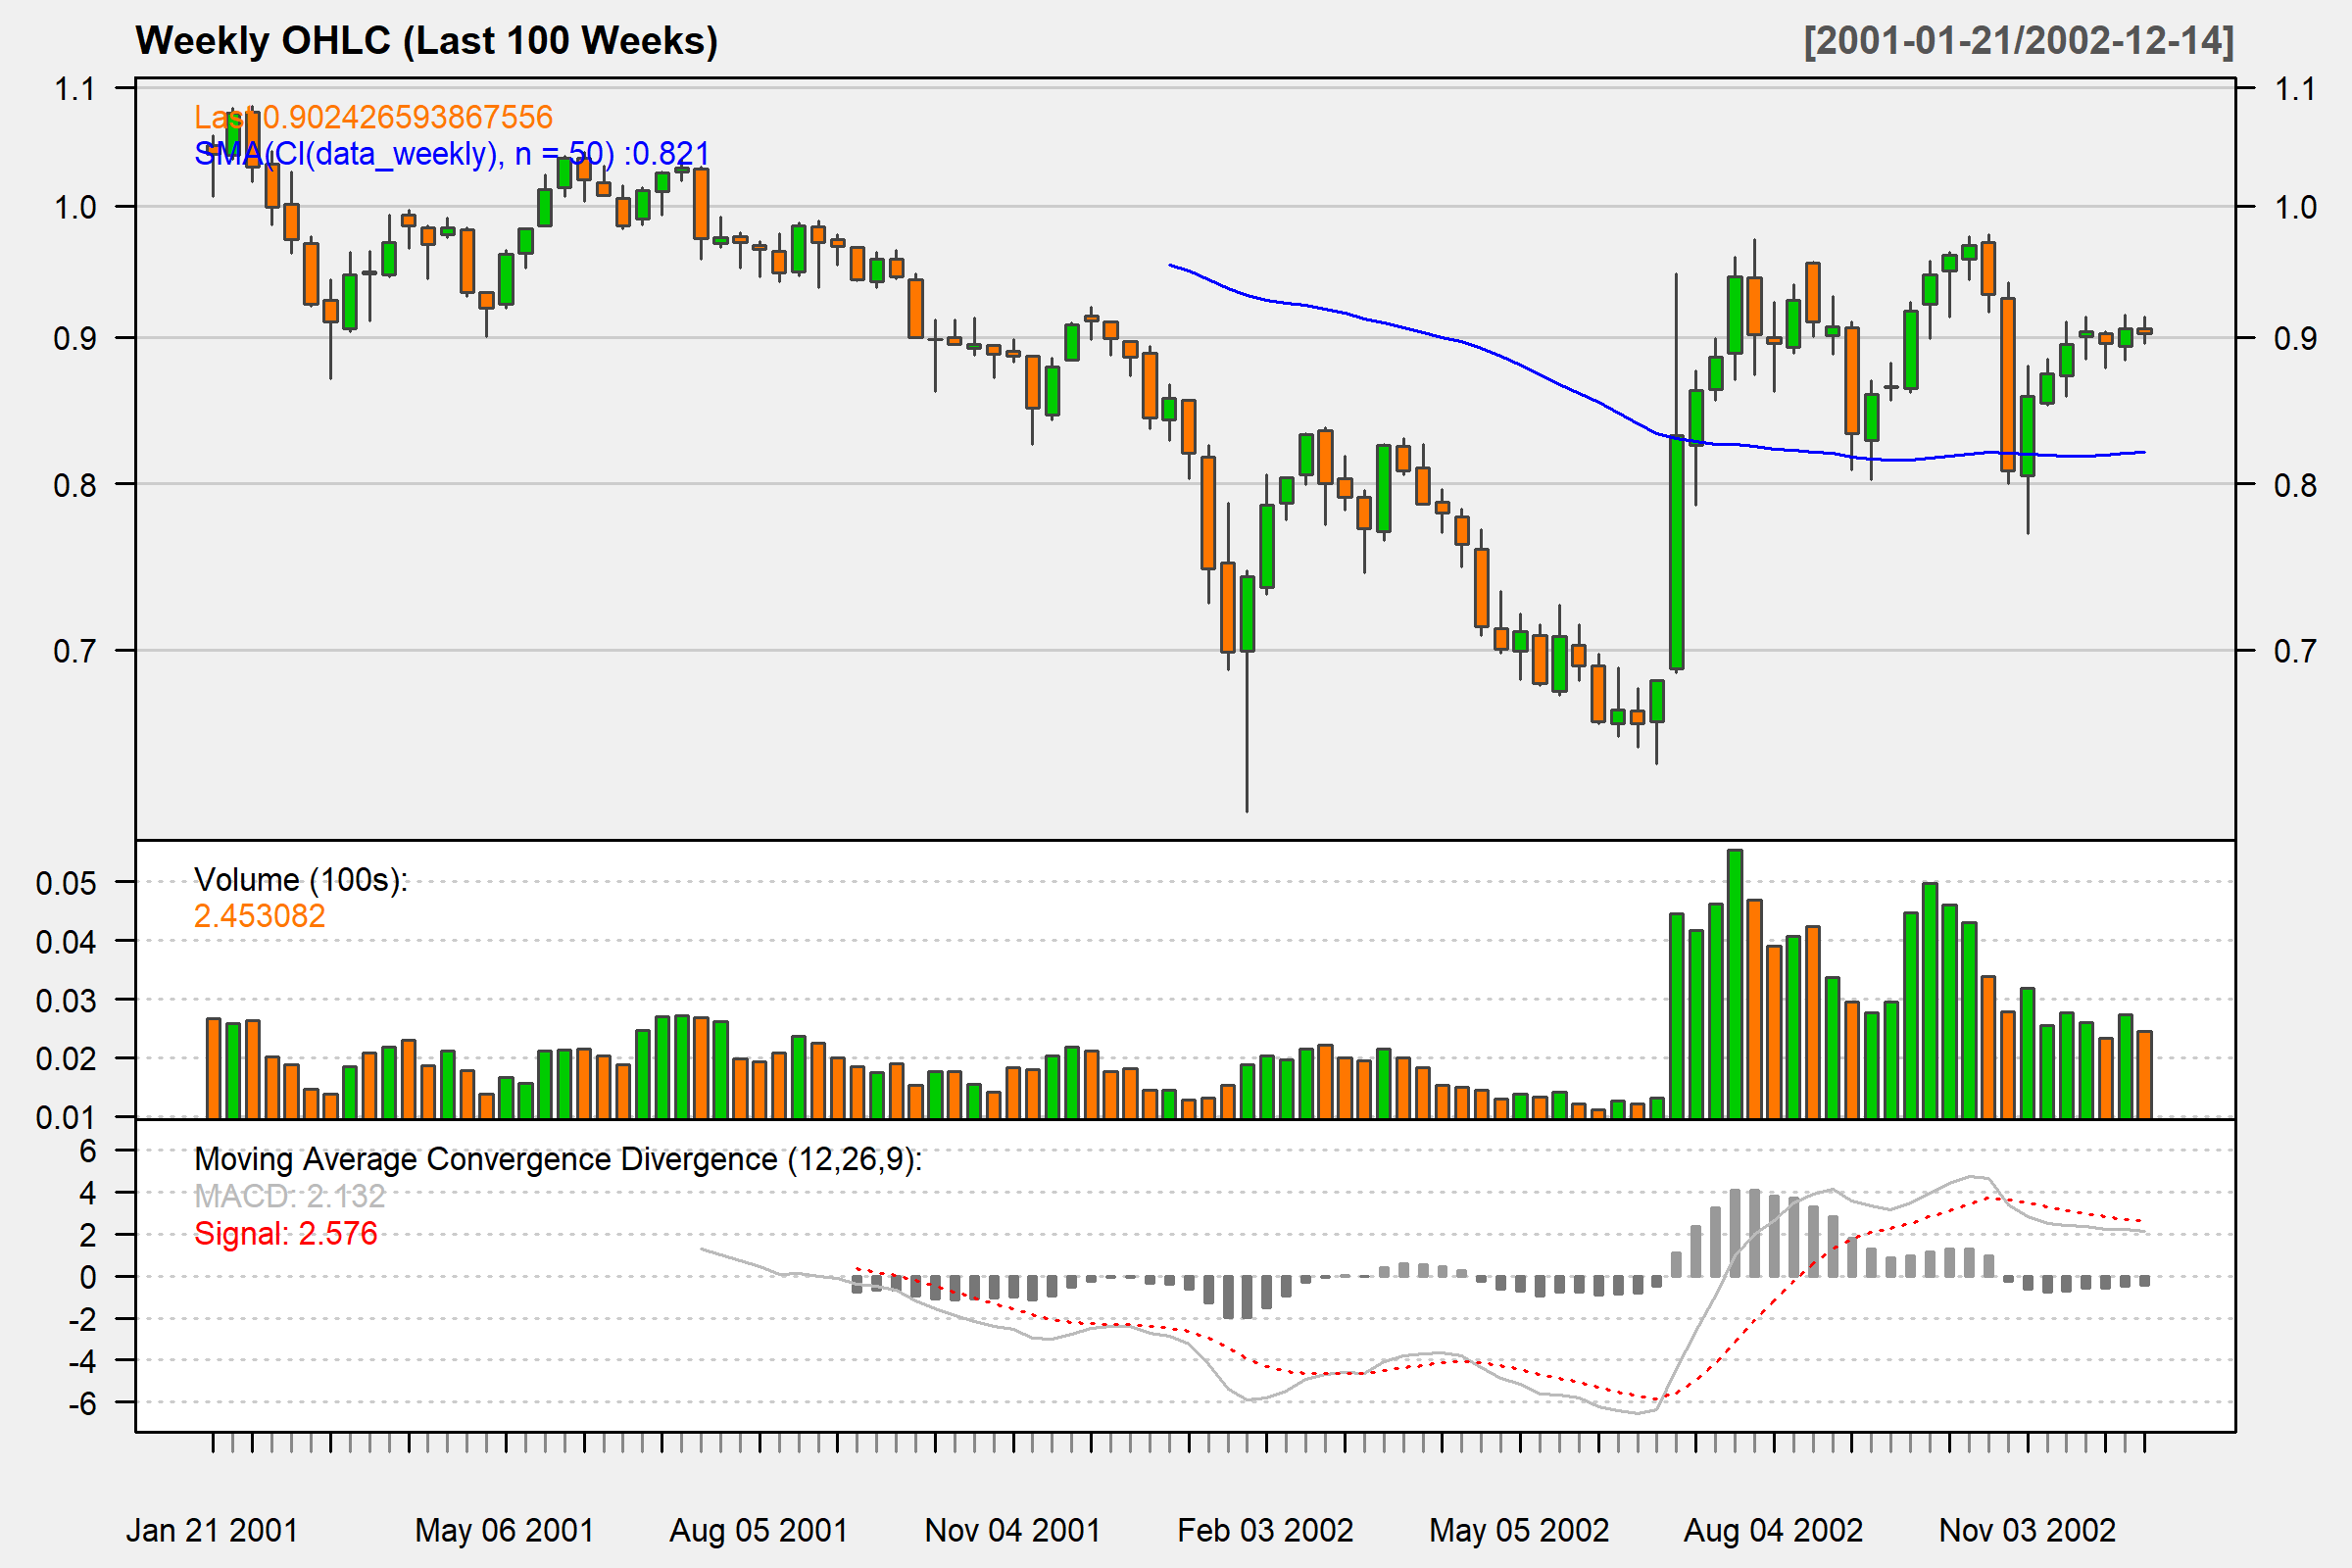 Weekly OHLC (Last 100 Weeks)
[2001-01-21/2002-12-14]
1.1
1.0
0.9
0.8
0.7
1.1
1.0
0.9
0.8
0.7
Last 0.902426593867556
SMA(Cl(data_weekly), n = 50) :0.821
0.05
0.04
0.03
0.02
0.01
Volume (100s):
2.453082
6
4
2
0
-2
-4
-6
Moving Average Convergence Divergence (12,26,9):
MACD: 2.132
Signal: 2.576
Jan 21 2001
May 06 2001
Aug 05 2001
Nov 04 2001
Feb 03 2002
May 05 2002
Aug 04 2002
Nov 03 2002